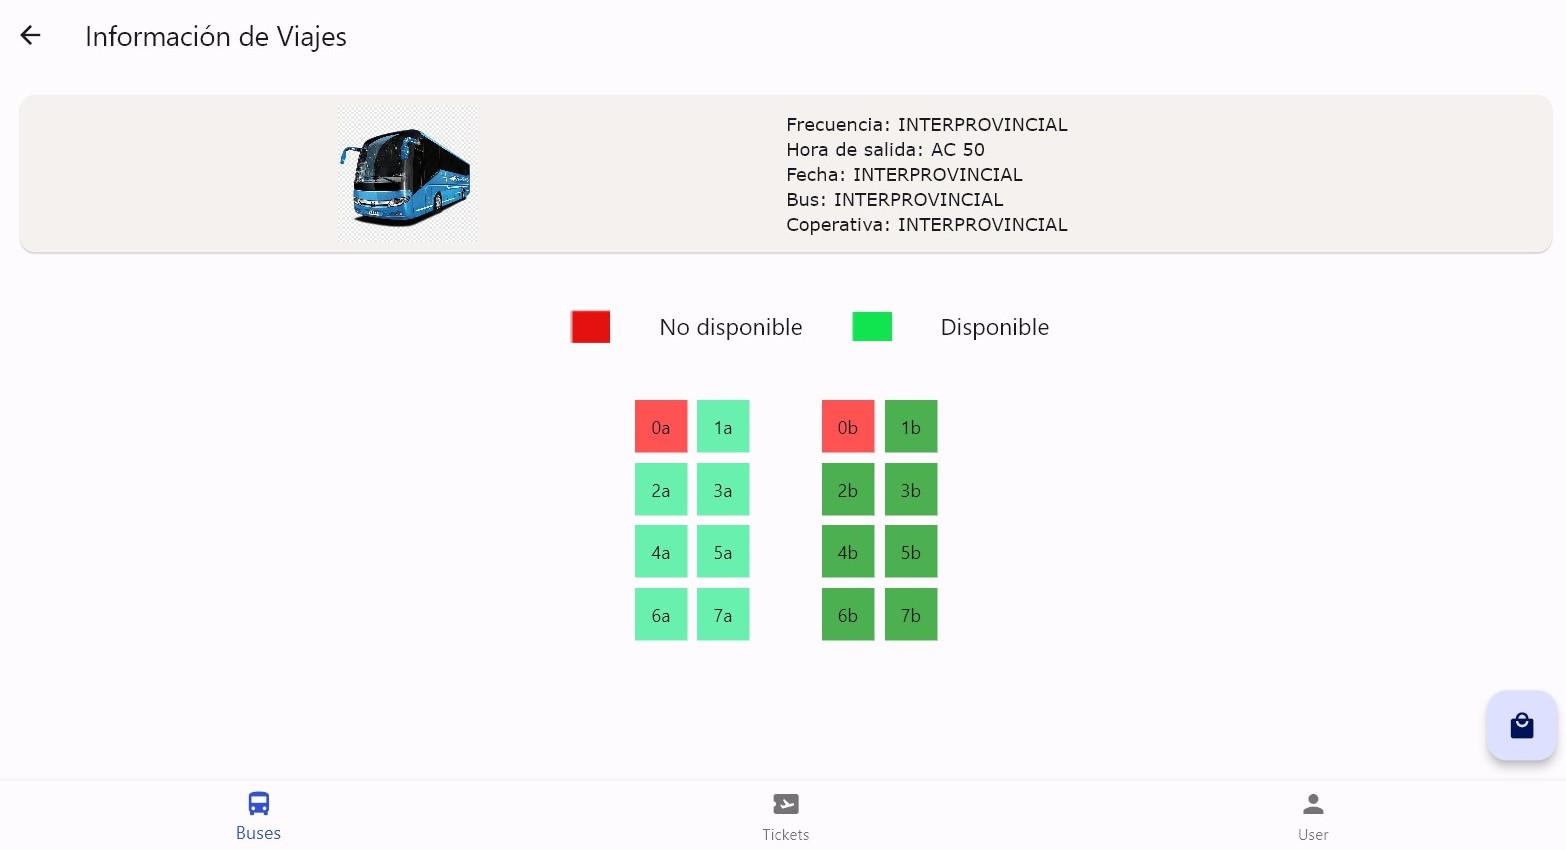 Información de Viajes
Frecuencia: INTERPROVINCIAL
Hora de salida: AC 50
Fecha: INTERPROVINCIAL
Bus: INTERPROVINCIAL
Coperativa: INTERPROVINCIAL
No disponible Disponible
0a 1a 0b 1b
2a 3a 2b 3b
4a 5a 4b 5b
6a 7a 6b 7b
Buses Tickets User